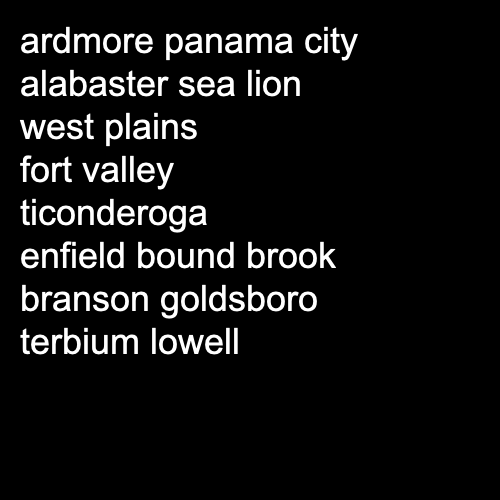 ardmore panama city
alabaster sea lion
west plains
fort valley
ticonderoga
enfield bound brook
branson goldsboro
terbium lowell